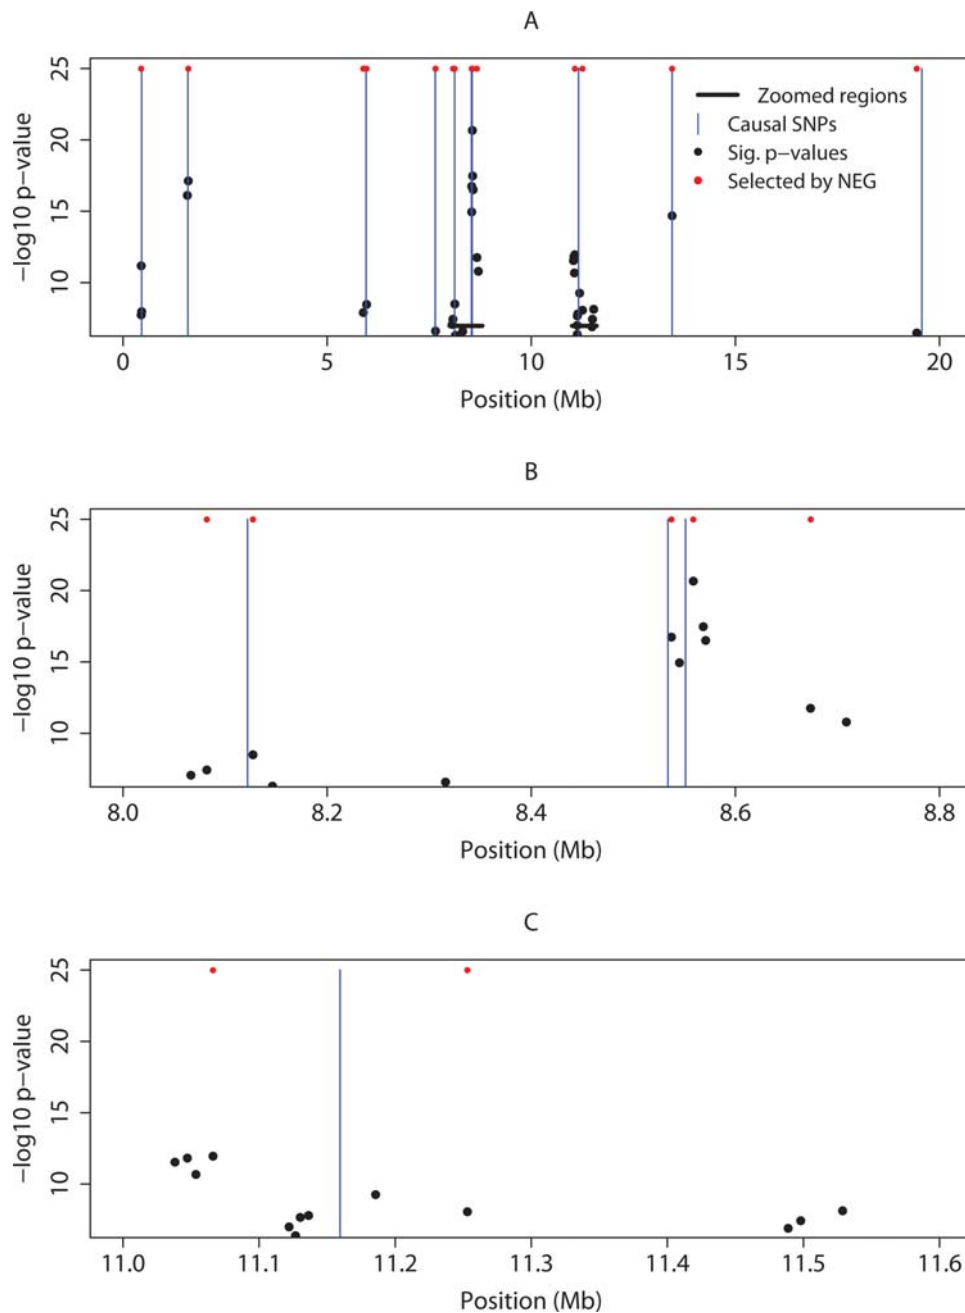 A
−log10 p−value
25
20
15
10
Zoomed regions
Causal SNPs
Sig. p−values
Selected by NEG
0 5 10 15 20
Position (Mb)
B
−log10 p−value
25
20
15
10
8.0 8.2 8.4 8.6 8.8
Position (Mb)
C
−log10 p−value
25
20
15
10
11.0 11.1 11.2 11.3 11.4 11.5 11.6
Position (Mb)